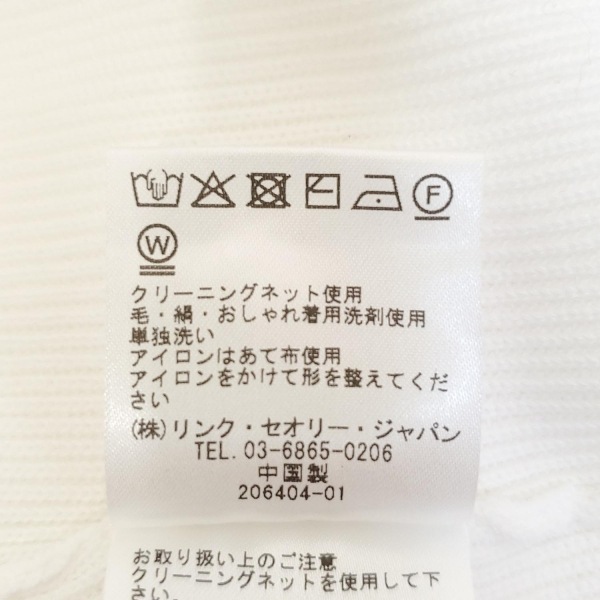 F
W
クリーニングネット使用
毛・絹・おしゃれ着用洗剤使用
単独洗い
アイロンはあて布使用
アイロンをかけて形を整えてくだ
さい
(株)リンク・セオリー・ジャパン
TEL. 03-6865-0206
中国製
206404-01
お取り扱い上のご注意
クリーニングネットを使用して下
さい。